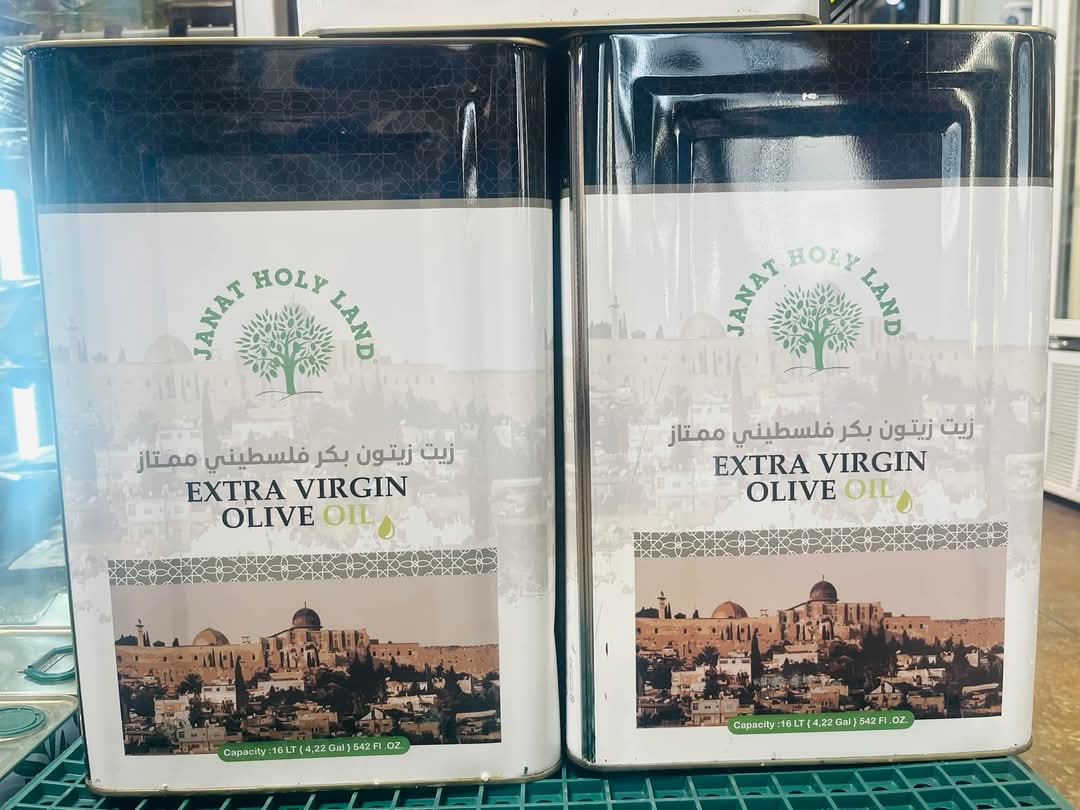 JANAT HOLY LAND
زيت زيتون بكر فلسطيني ممتاز
EXTRA VIRGIN
OLIVE OIL
Capacity :16 LT ( 4,22 Gal ) 542 Fl .OZ.
JANAT HOLY LAND
زيت زيتون بكر فلسطيني ممتاز
EXTRA VIRGIN
OLIVE OIL
Capacity :16 LT ( 4,22 Gal ) 542 Fl .OZ.